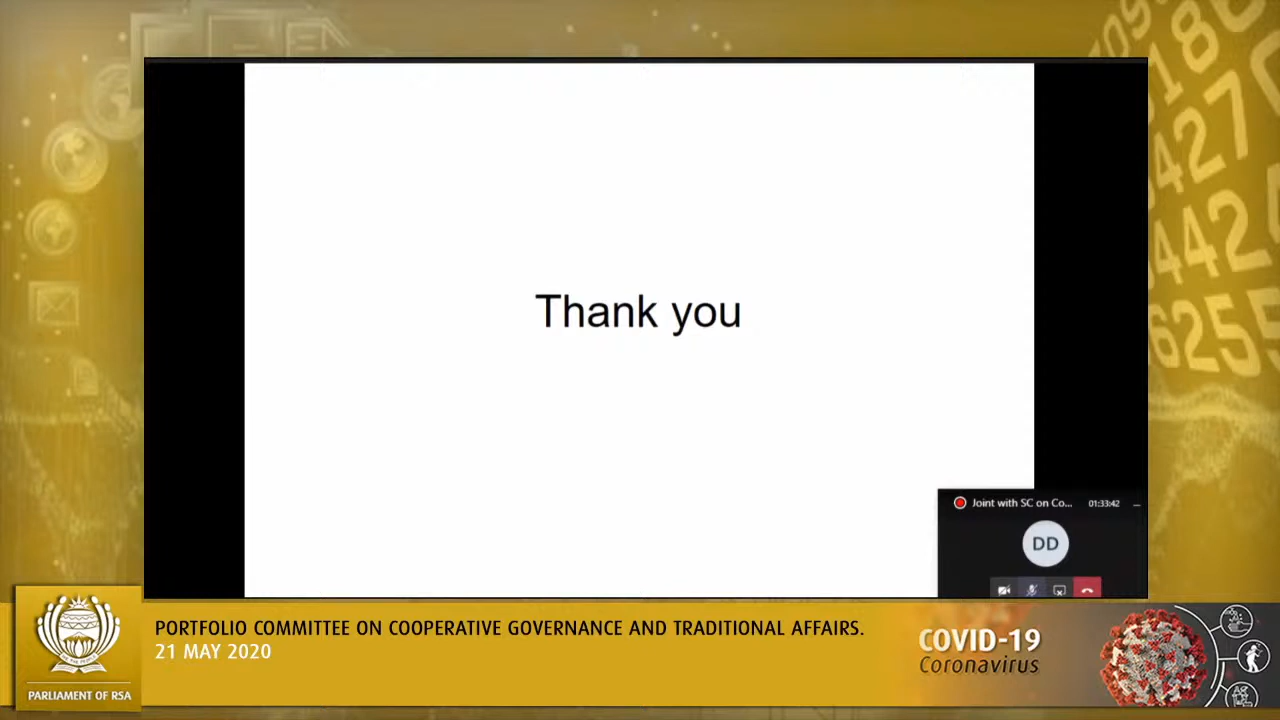 Thank you
Joint with SC on Co...
01:33:42
DD
PORTFOLIO COMMITTEE ON COOPERATIVE GOVERNANCE AND TRADITIONAL AFFAIRS.
21 MAY 2020
PARLIAMENT OF RSA
COVID-19
Coronavirus